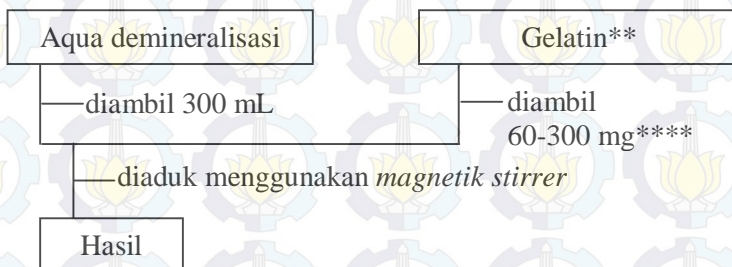 Aqua demineralisasi
Gelatin**
diambil 300 mL
diambil
60-300 mg****
diaduk menggunakan magnetik stirrer
Hasil